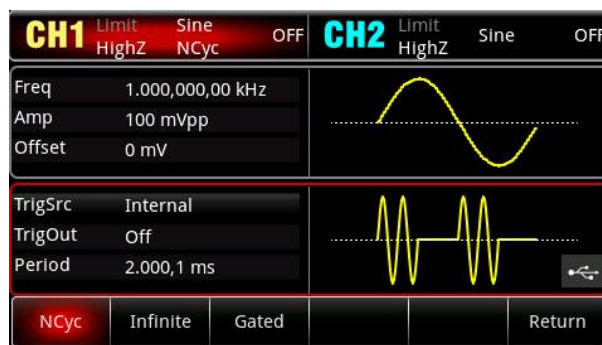 CH1 Limit Sine OFF CH2 Limit Sine OFF
HighZ NCyc HighZ
Freq 1.000,000,00 kHz
Amp 100 mVpp
Offset 0 mV
TrigSrc Internal
TrigOut Off
Period 2.000,1 ms
NCyc Infinite Gated Return